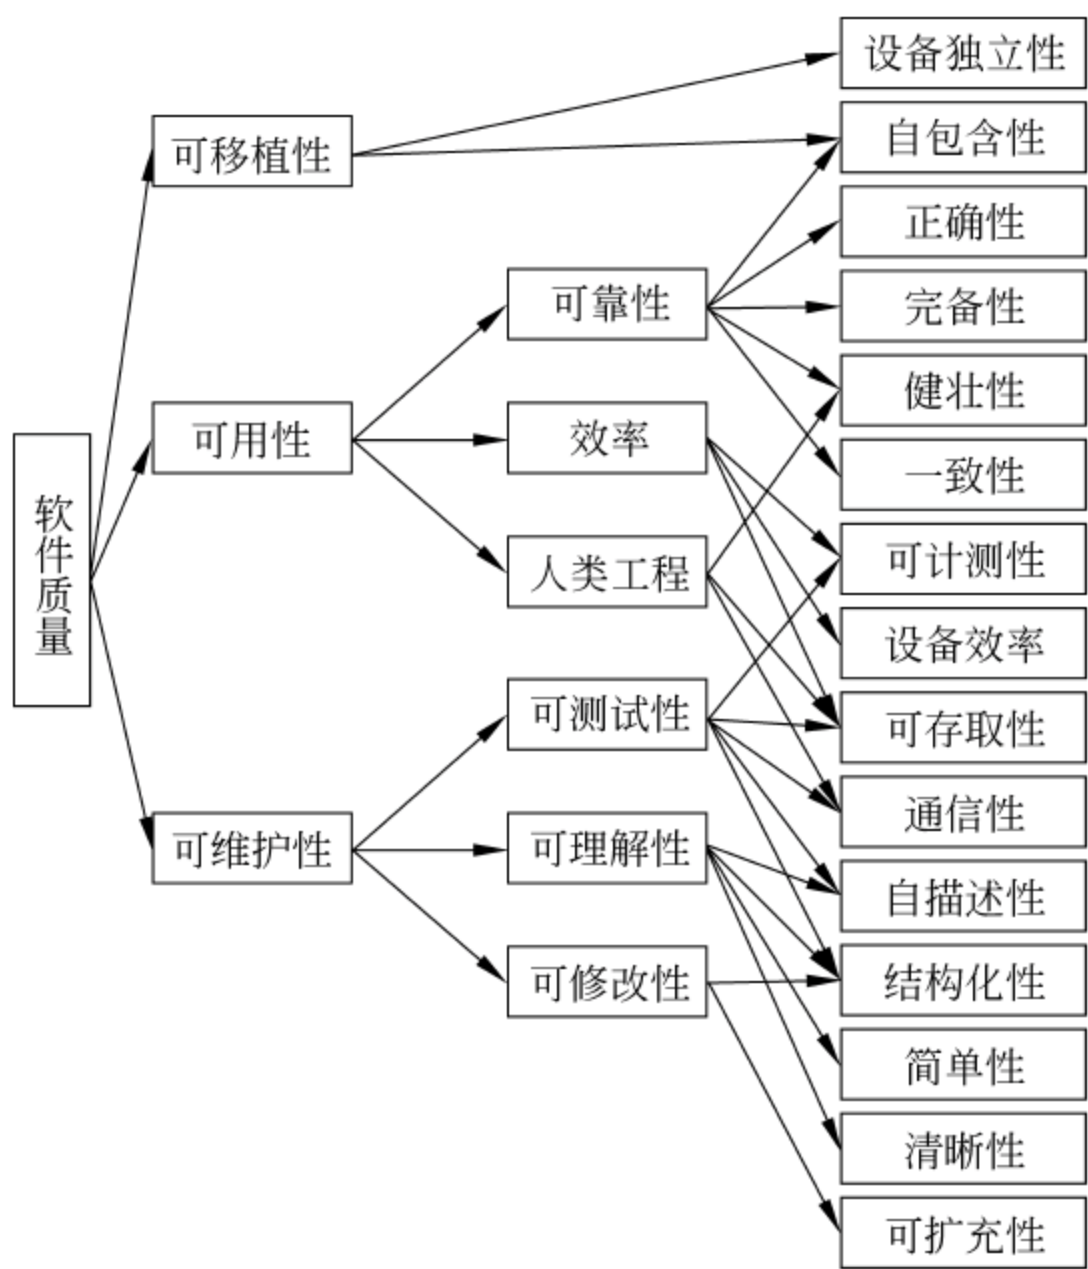 软件质量
可移植性
可用性
可维护性
可靠性
效率
人类工程
可测试性
可理解性
可修改性
设备独立性
自包含性
正确性
完备性
健壮性
一致性
可计测性
设备效率
可存取性
通信性
自描述性
结构化性
简单性
清晰性
可扩充性